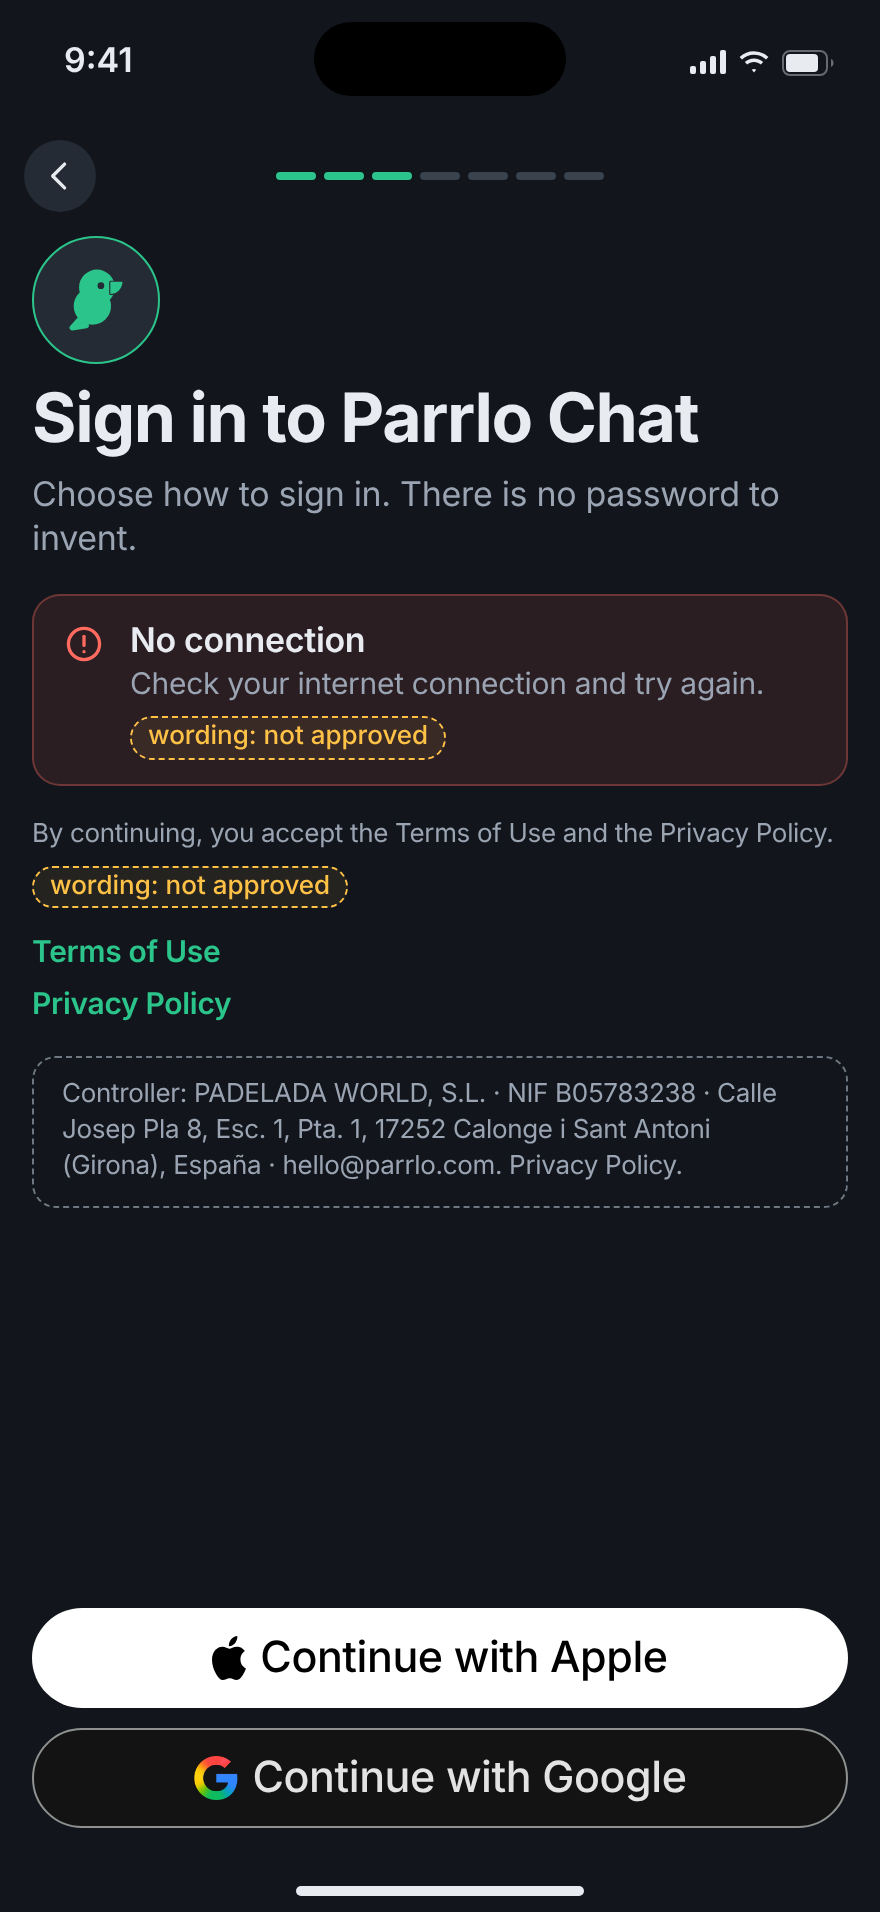 9:41
Sign in to Parrlo Chat
Choose how to sign in. There is no password to
invent.
No connection
Check your internet connection and try again.
wording: not approved
By continuing, you accept the Terms of Use and the Privacy Policy.
wording: not approved
Terms of Use
Privacy Policy
Controller: PADELADA WORLD, S.L. · NIF B05783238 · Calle
Josep Pla 8, Esc. 1, Pta. 1, 17252 Calonge i Sant Antoni
(Girona), España · hello@parrlo.com. Privacy Policy.
Continue with Apple
Continue with Google